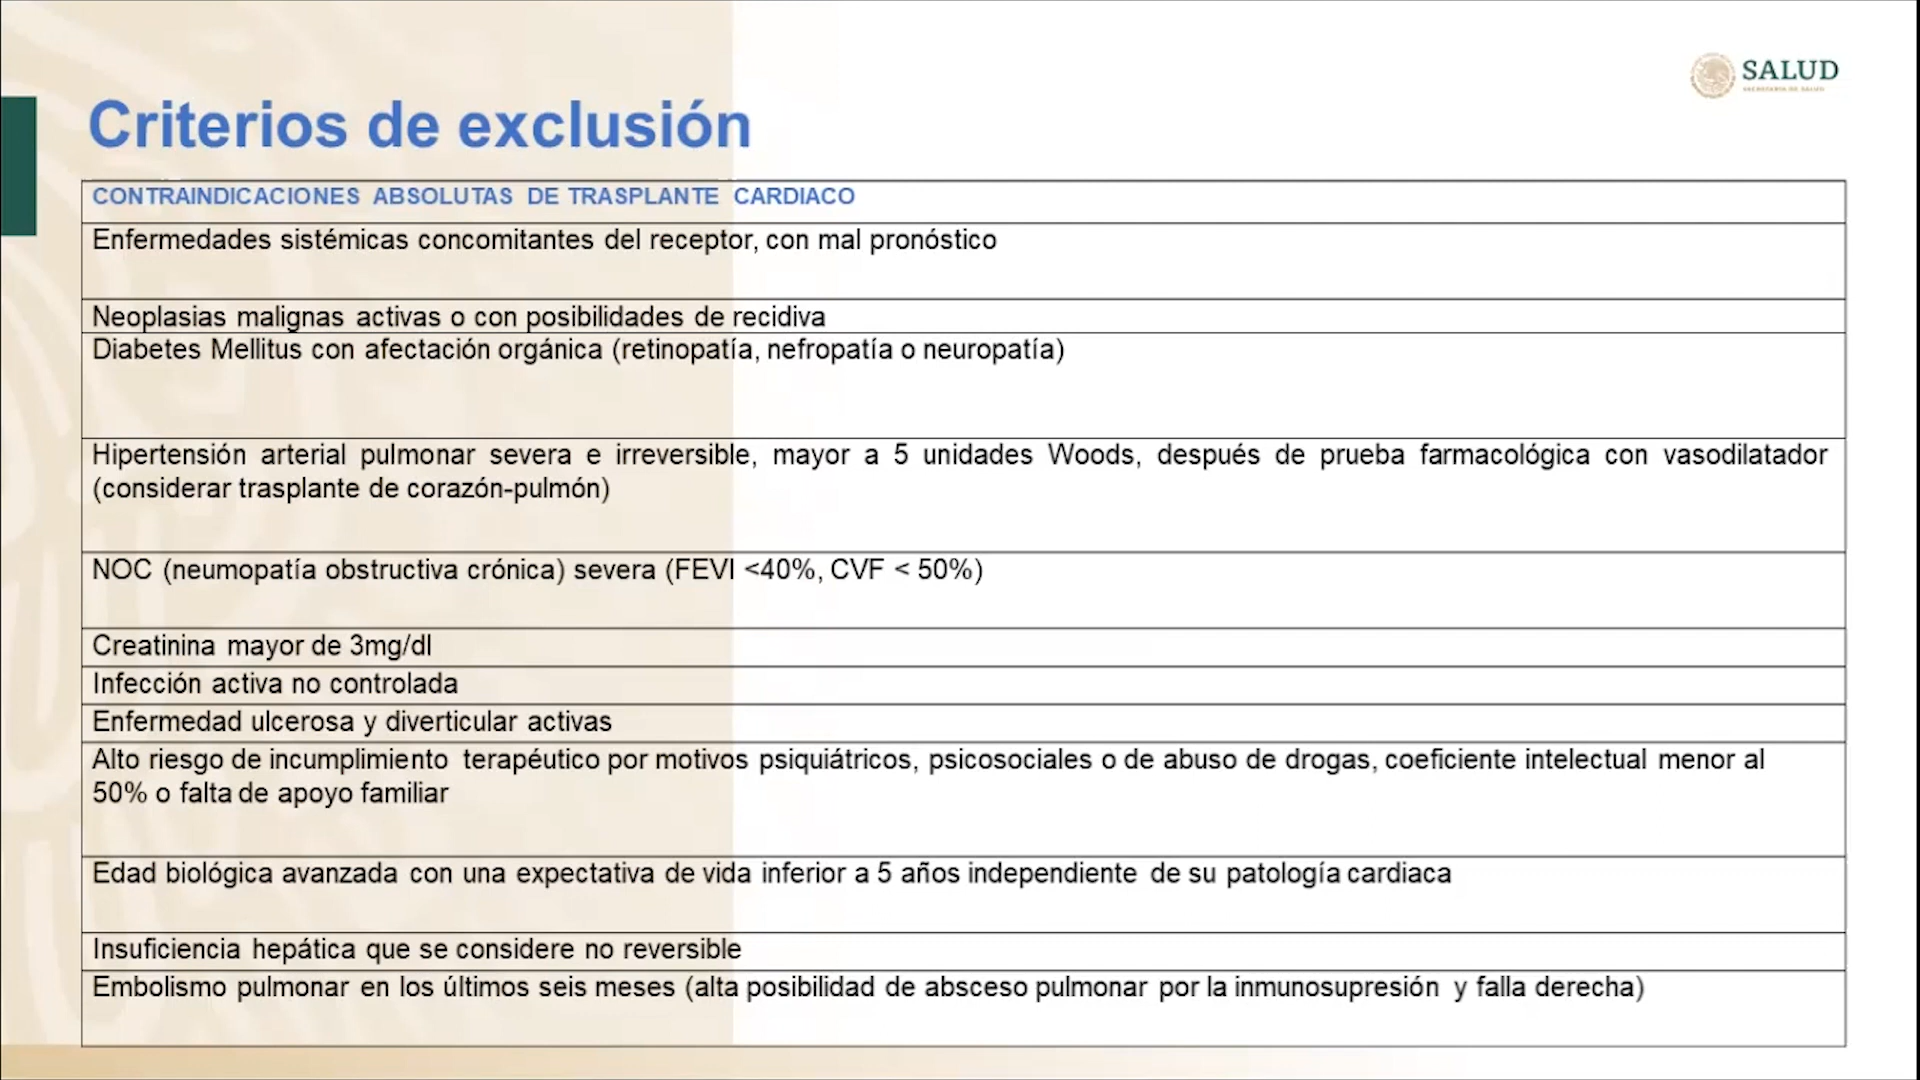 SALUD
SECRETARÍA DE SALUD
Criterios de exclusión
CONTRAINDICACIONES ABSOLUTAS DE TRASPLANTE CARDIACO
Enfermedades sistémicas concomitantes del receptor, con mal pronóstico
Neoplasias malignas activas o con posibilidades de recidiva
Diabetes Mellitus con afectación orgánica (retinopatía, nefropatía o neuropatía)
Hipertensión arterial pulmonar severa e irreversible, mayor a 5 unidades Woods, después de prueba farmacológica con vasodilatador
(considerar trasplante de corazón-pulmón)
NOC (neumopatía obstructiva crónica) severa (FEVI <40%, CVF < 50%)
Creatinina mayor de 3mg/dl
Infección activa no controlada
Enfermedad ulcerosa y diverticular activas
Alto riesgo de incumplimiento terapéutico por motivos psiquiátricos, psicosociales o de abuso de drogas, coeficiente intelectual menor al
50% o falta de apoyo familiar
Edad biológica avanzada con una expectativa de vida inferior a 5 años independiente de su patología cardiaca
Insuficiencia hepática que se considere no reversible
Embolismo pulmonar en los últimos seis meses (alta posibilidad de absceso pulmonar por la inmunosupresión y falla derecha)